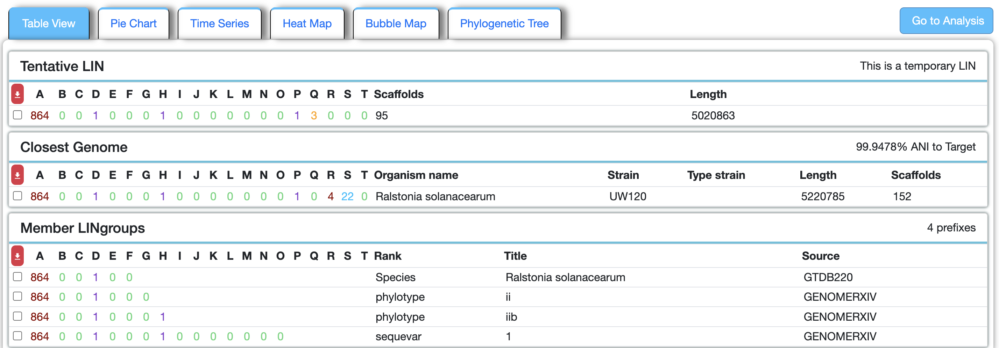 Table View Pie Chart Time Series Heat Map Bubble Map Phylogenetic Tree Go to Analysis
Tentative LIN This is a temporary LIN
A B C D E F G H I J K L M N O P Q R S T Scaffolds Length
864 0 0 1 0 0 0 1 0 0 0 0 0 0 0 1 3 0 0 0 95 5020863
Closest Genome 99.9478% ANI to Target
A B C D E F G H I J K L M N O P Q R S T Organism name Strain Type strain Length Scaffolds
864 0 0 1 0 0 0 1 0 0 0 0 0 0 0 1 0 4 22 0 Ralstonia solanacearum UW120 5220785 152
Member LINgroups 4 prefixes
A B C D E F G H I J K L M N O P Q R S T Rank Title Source
864 0 0 1 0 0 Species Ralstonia solanacearum GTDB220
864 0 0 1 0 0 0 phylotype ii GENOMERXIV
864 0 0 1 0 0 0 1 phylotype iib GENOMERXIV
864 0 0 1 0 0 0 1 0 0 0 0 0 0 0 sequevar 1 GENOMERXIV